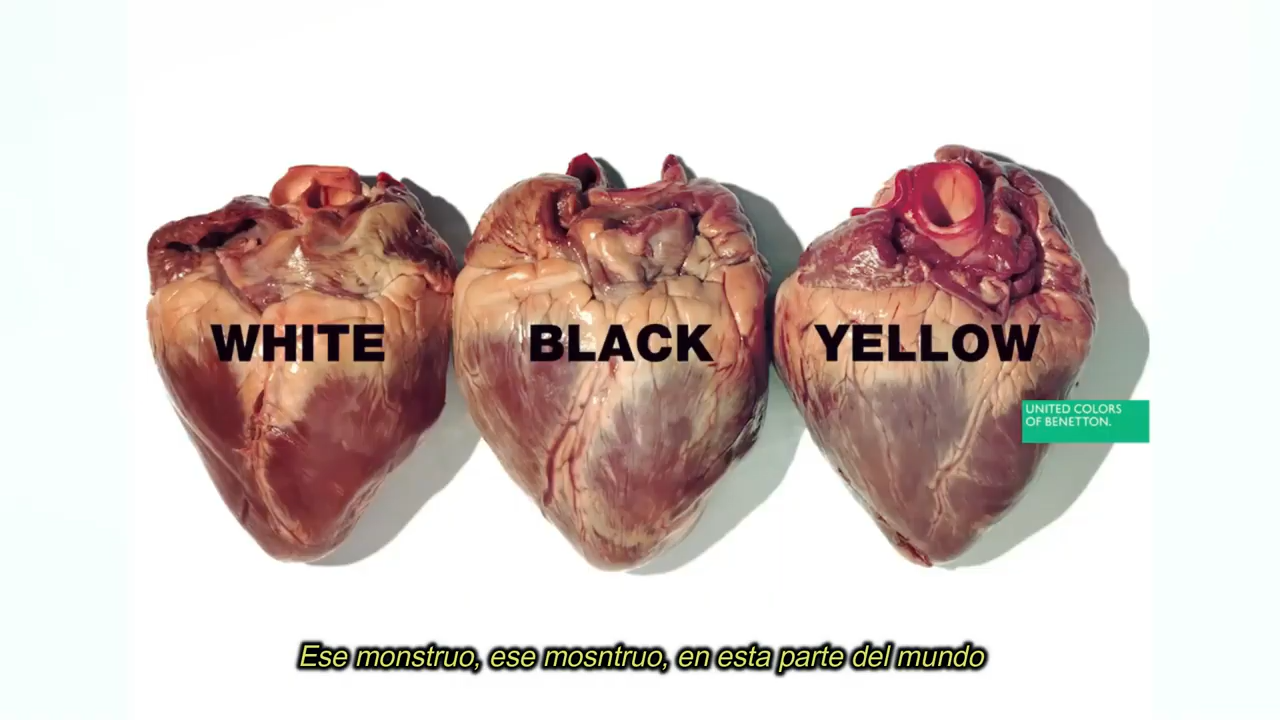 WHITE BLACK YELLOW
UNITED COLORS
OF BENETTON.
Ese monstruo, ese mosntruo, en esta parte del mundo